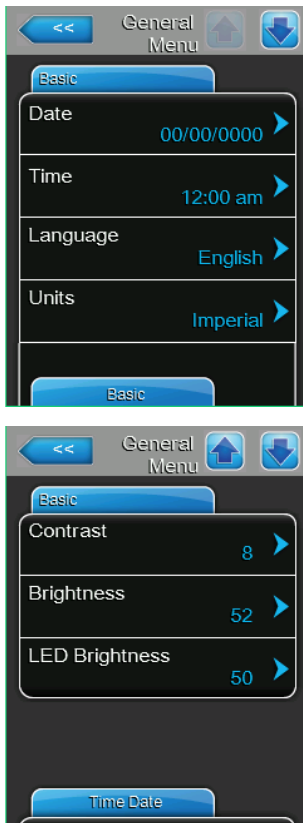 <<
General
Menu
Basic
Date
00/00/0000
Time
12:00 am
Language
English
Units
Imperial
Basic
<<
General
Menu
Basic
Contrast
8
Brightness
52
LED Brightness
50
Time Date